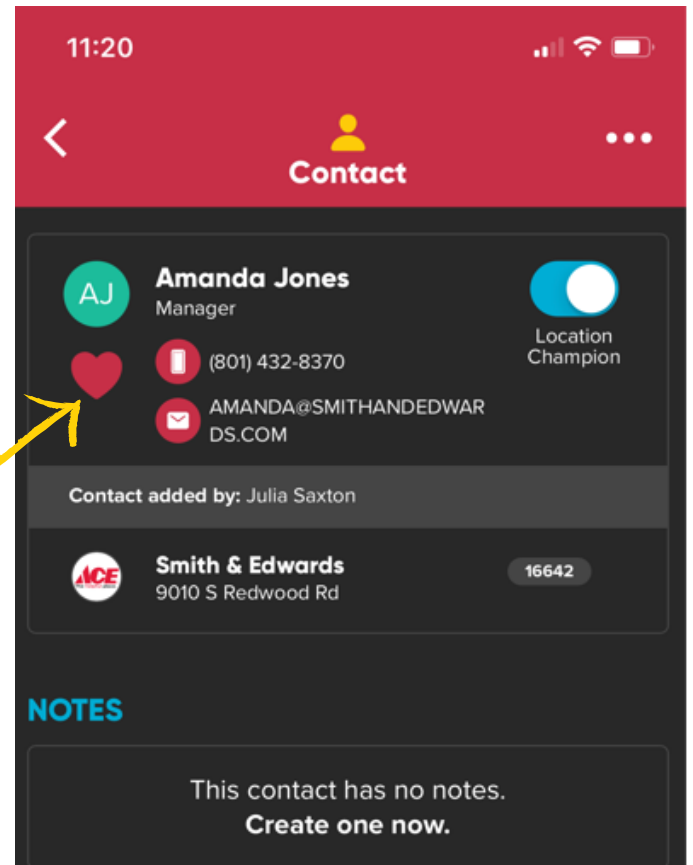 11:20
Contact
AJ
Amanda Jones
Manager
Location
Champion
(801) 432-8370
AMANDA@SMITHANDEDWAR
DS.COM
Contact added by: Julia Saxton
ACE
Smith & Edwards
16642
9010 S Redwood Rd
NOTES
This contact has no notes.
Create one now.